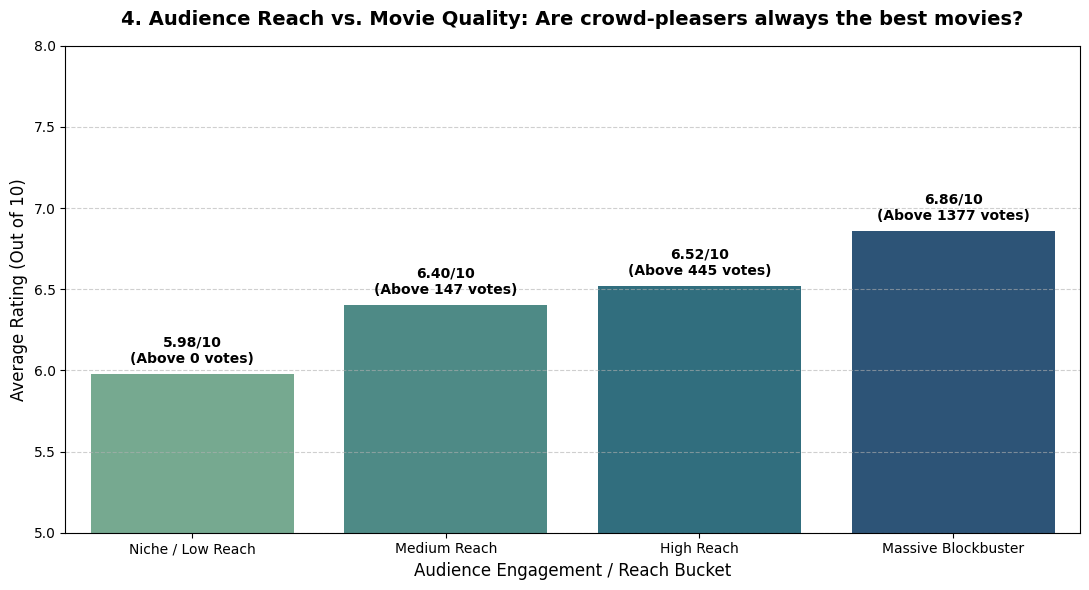 4. Audience Reach vs. Movie Quality: Are crowd-pleasers always the best movies?
Average Rating (Out of 10)
8.0
7.5
7.0
6.5
6.0
5.5
5.0
5.98/10
(Above 0 votes)
6.40/10
(Above 147 votes)
6.52/10
(Above 445 votes)
6.86/10
(Above 1377 votes)
Niche / Low Reach
Medium Reach
High Reach
Massive Blockbuster
Audience Engagement / Reach Bucket